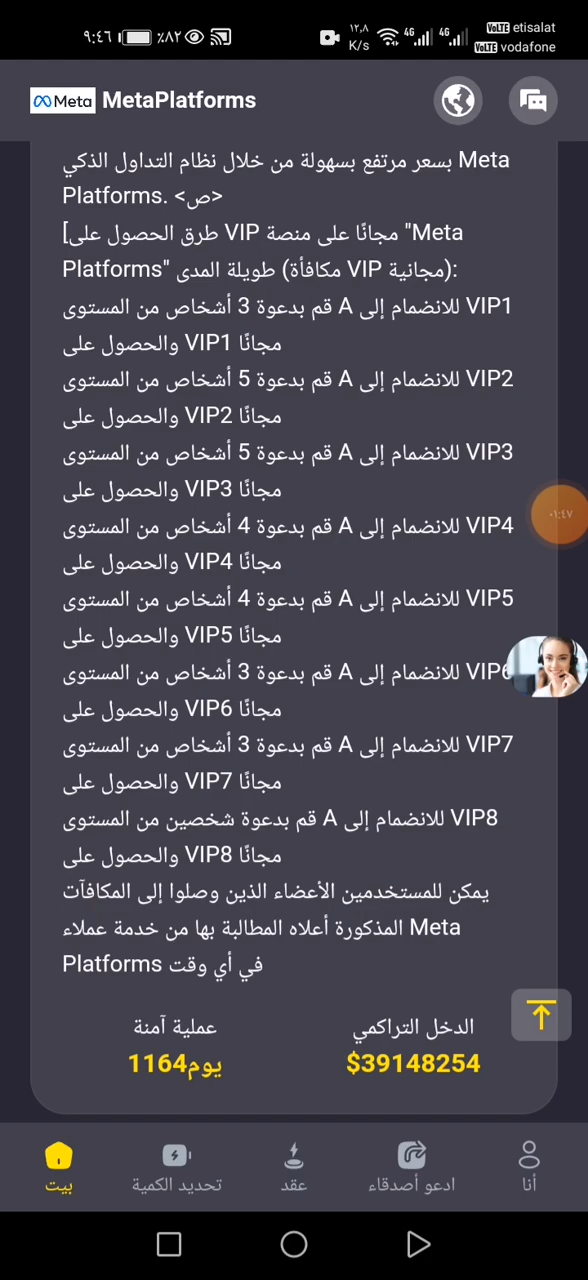 ٩:٤٦
٪٨٢
١٢,٨
K/s
4G
4G
VoLTE etisalat
VoLTE vodafone
Meta MetaPlatforms
Meta بسعر مرتفع بسهولة من خلال نظام التداول الذكي
Platforms. <ص>
[طرق الحصول على VIP مجانًا على منصة "Meta
Platforms" طويلة المدى (مكافأة VIP مجانية):
VIP1 للانضمام إلى A قم بدعوة 3 أشخاص من المستوى
مجانًا VIP1 والحصول على
VIP2 للانضمام إلى A قم بدعوة 5 أشخاص من المستوى
مجانًا VIP2 والحصول على
VIP3 للانضمام إلى A قم بدعوة 5 أشخاص من المستوى
مجانًا VIP3 والحصول على
VIP4 للانضمام إلى A قم بدعوة 4 أشخاص من المستوى
مجانًا VIP4 والحصول على
VIP5 للانضمام إلى A قم بدعوة 4 أشخاص من المستوى
مجانًا VIP5 والحصول على
VIP6 للانضمام إلى A قم بدعوة 3 أشخاص من المستوى
مجانًا VIP6 والحصول على
VIP7 للانضمام إلى A قم بدعوة 3 أشخاص من المستوى
مجانًا VIP7 والحصول على
VIP8 للانضمام إلى A قم بدعوة شخصين من المستوى
مجانًا VIP8 والحصول على
يمكن للمستخدمين الأعضاء الذين وصلوا إلى المكافآت
Meta المذكورة أعلاه المطالبة بها من خدمة عملاء
Platforms في أي وقت
٠١:٤٧
الدخل التراكمي
$39148254
عملية آمنة
1164يوم
أنا
ادعو أصدقاء
عقد
تحديد الكمية
بيت